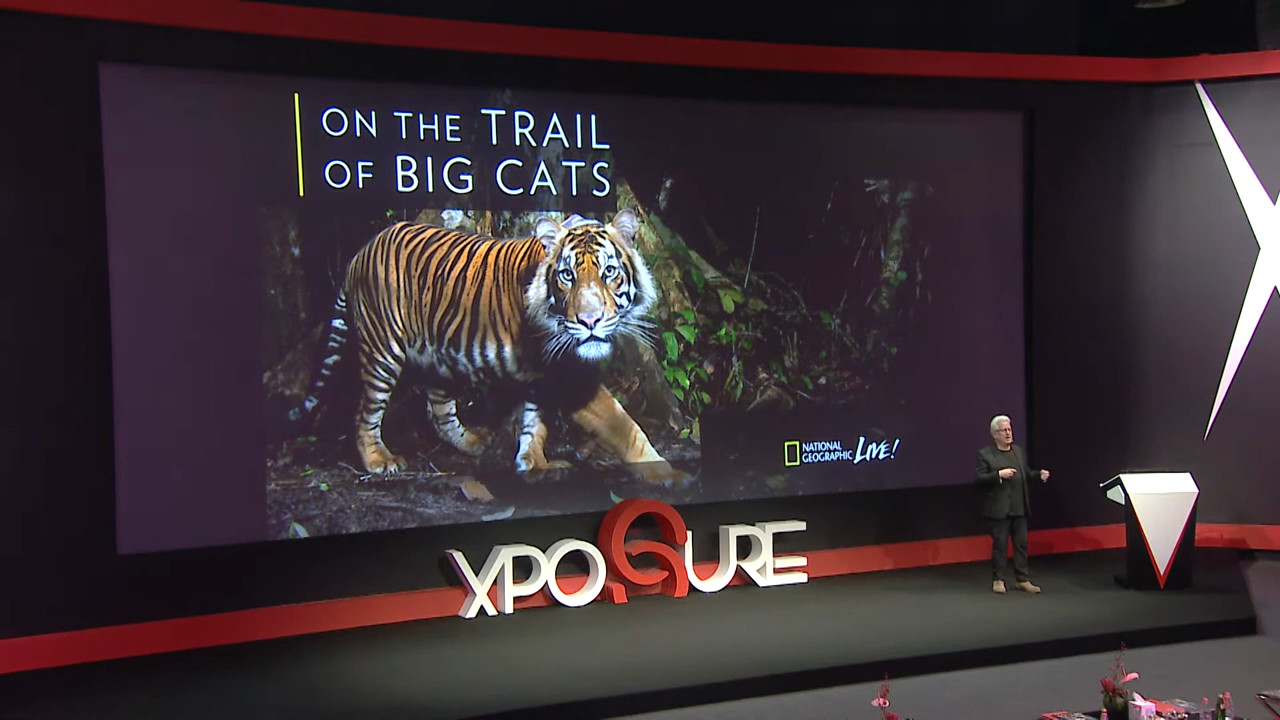 ON THE TRAIL
OF BIG CATS
NATIONAL
GEOGRAPHIC LIVE!
XPOSURE